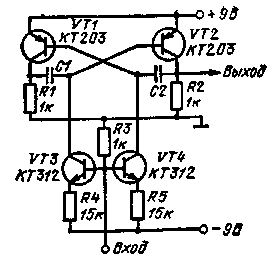 +9В
VT1
КТ203
VT2
КТ203
C1
C2
Выход
R1
1к
R2
1к
R3
1к
VT3
КТ312
VT4
КТ312
R4
15к
R5
15к
-9В
Вход